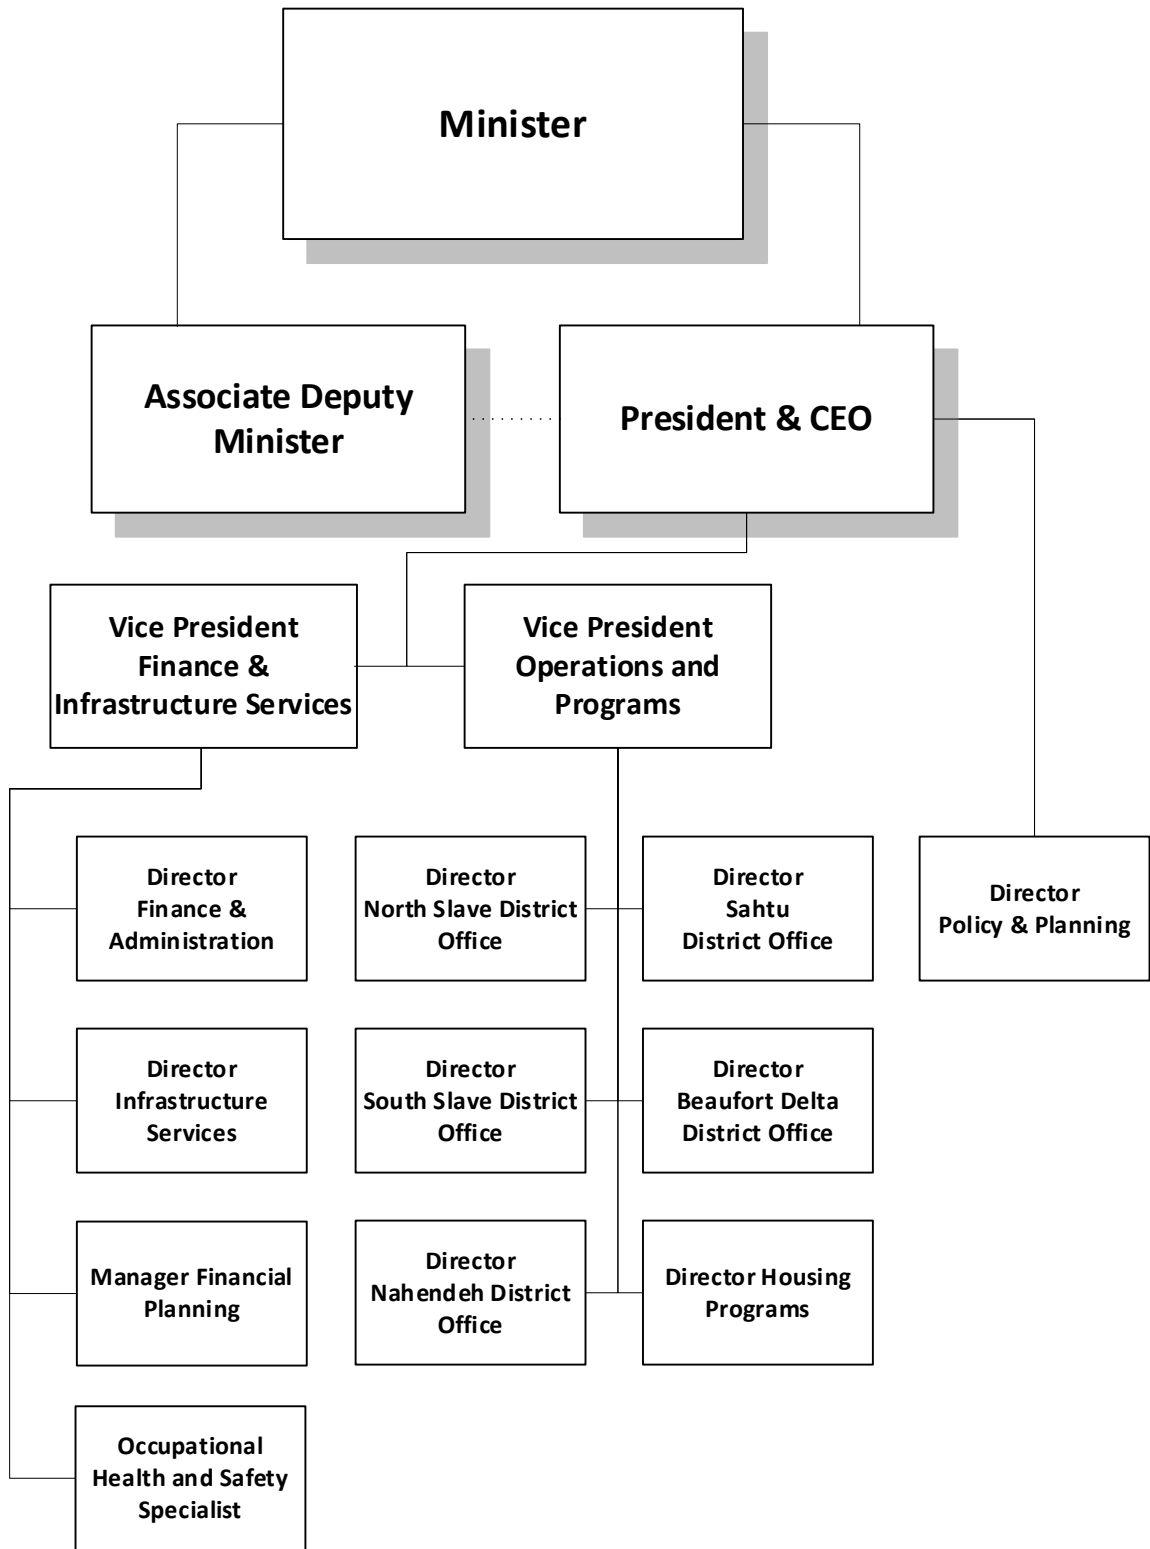 Minister
Associate Deputy
Minister
President & CEO
Vice President
Finance &
Infrastructure Services
Vice President
Operations and
Programs
Director
Finance &
Administration
Director
North Slave District
Office
Director
Sahtu
District Office
Director
Policy & Planning
Director
Infrastructure
Services
Director
South Slave District
Office
Director
Beaufort Delta
District Office
Manager Financial
Planning
Director
Nahendeh District
Office
Director Housing
Programs
Occupational
Health and Safety
Specialist